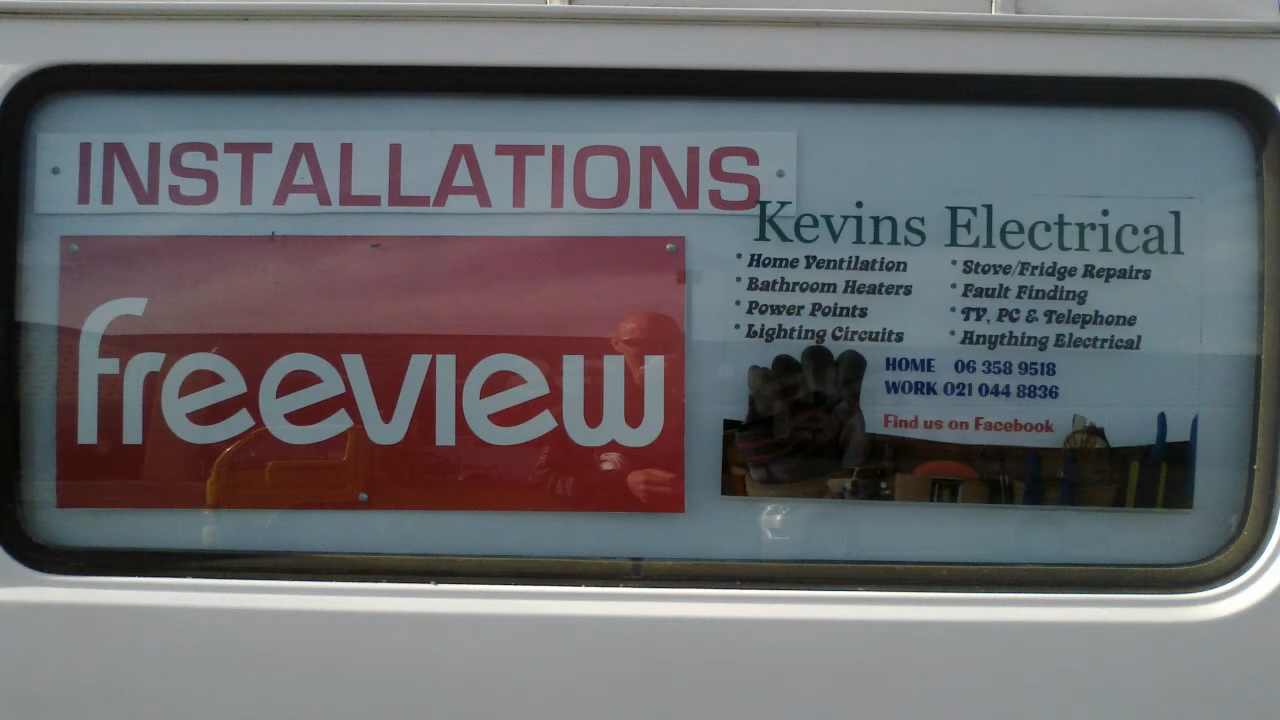 INSTALLATIONS
freeview
Kevins Electrical
* Home Ventilation
* Bathroom Heaters
* Power Points
* Lighting Circuits
* Stove/Fridge Repairs
* Fault Finding
* TV, PC & Telephone
* Anything Electrical
HOME 06 358 9518
WORK 021 044 8836
Find us on Facebook